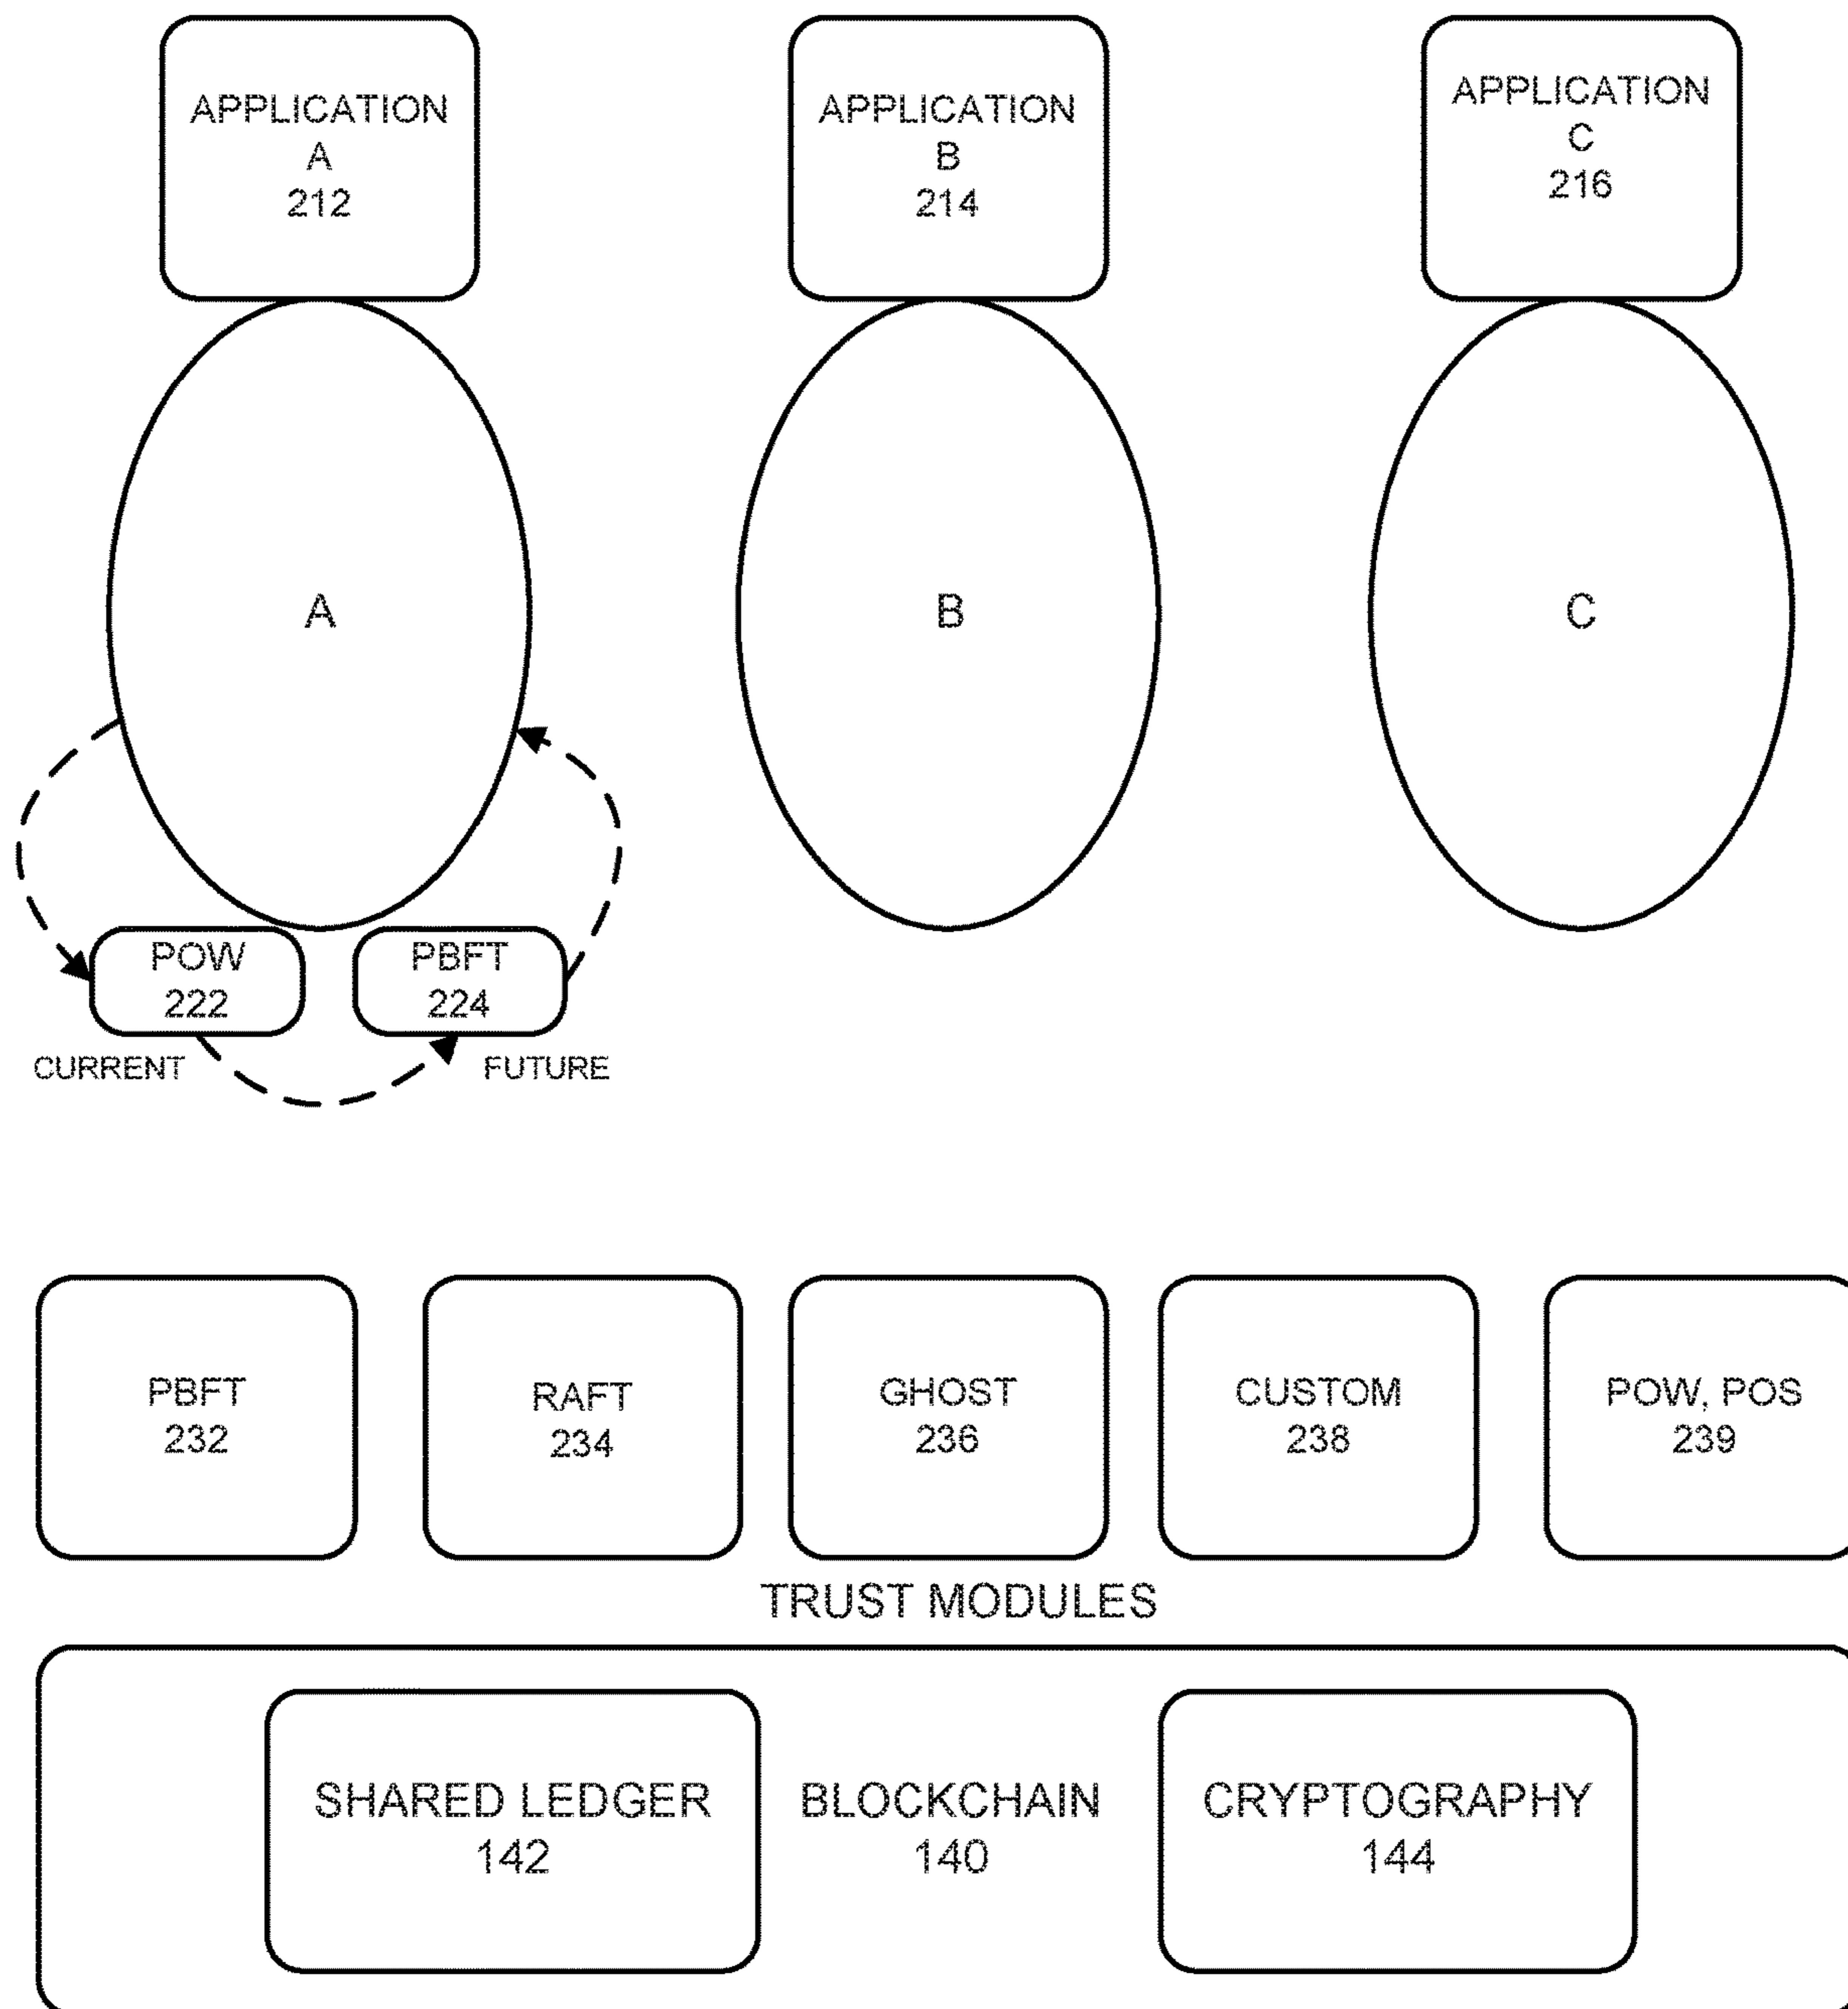 APPLICATION
A
212
APPLICATION
B
214
APPLICATION
C
216
A
B
C
POW
222
PBFT
224
CURRENT
FUTURE
PBFT
232
RAFT
234
GHOST
236
CUSTOM
238
POW, POS
239
TRUST MODULES
SHARED LEDGER
142
BLOCKCHAIN
140
CRYPTOGRAPHY
144